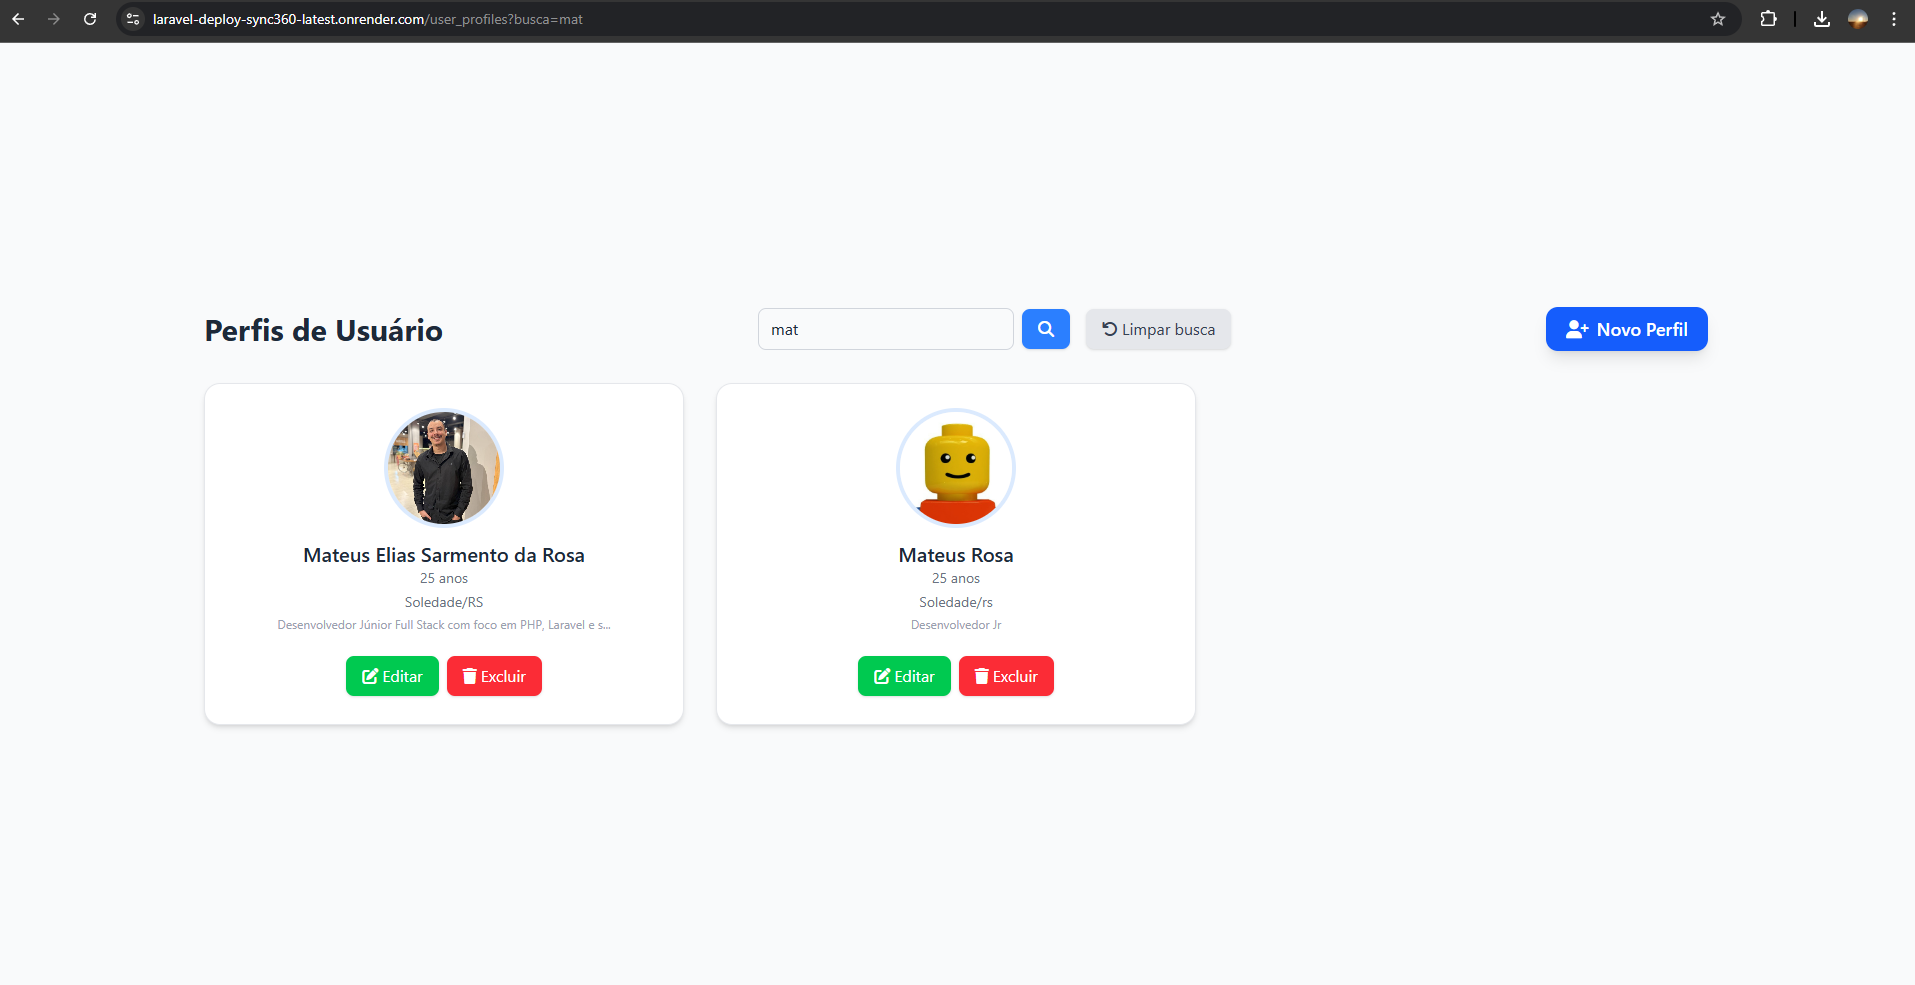 laravel-deploy-sync360-latest.onrender.com/user_profiles?busca=mat
Perfis de Usuário
mat
Limpar busca
Novo Perfil
Mateus Elias Sarmento da Rosa
25 anos
Soledade/RS
Desenvolvedor Júnior Full Stack com foco em PHP, Laravel e s...
Editar
Excluir
Mateus Rosa
25 anos
Soledade/rs
Desenvolvedor Jr
Editar
Excluir